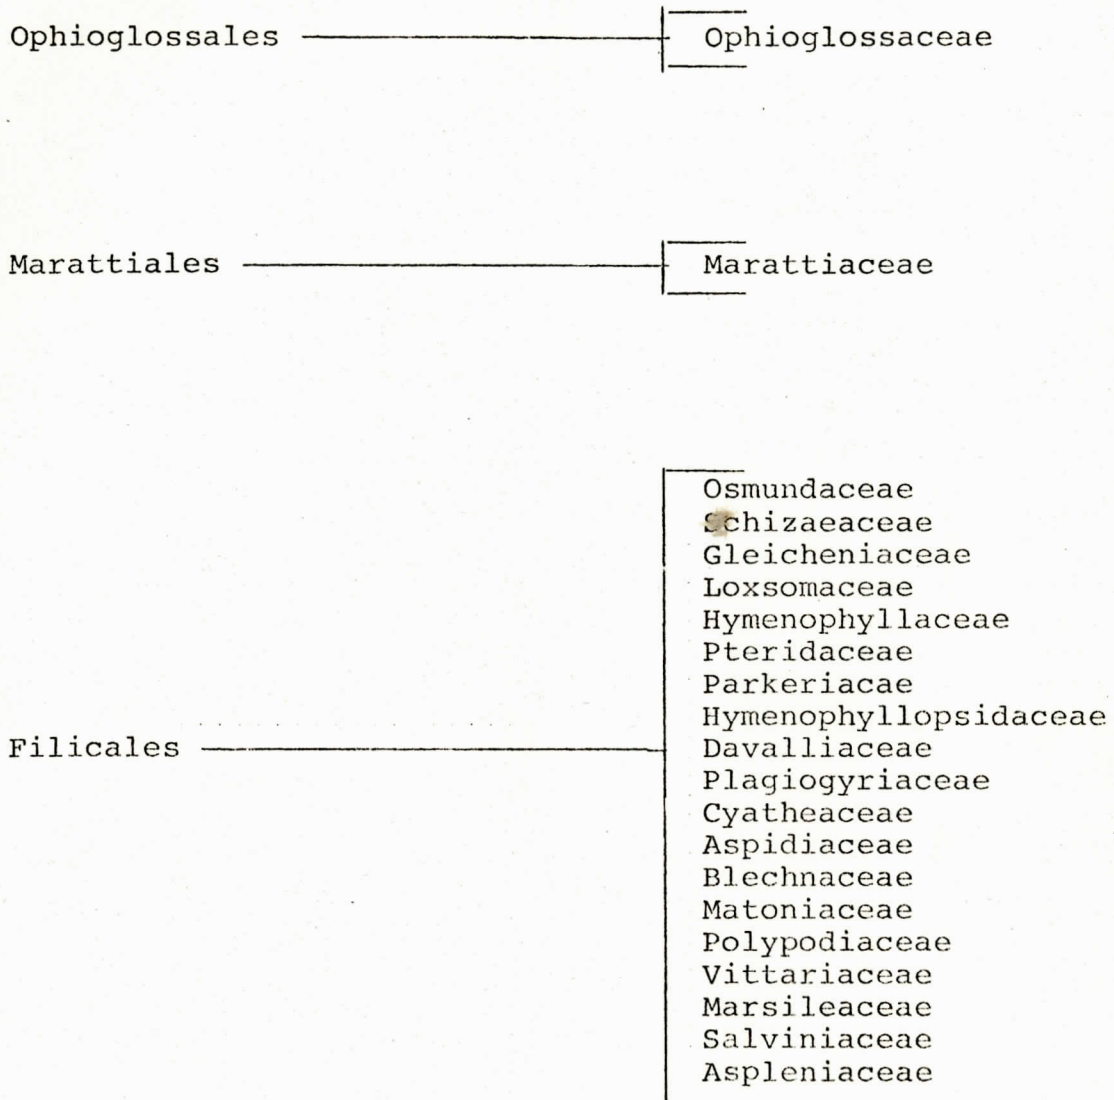 Ophioglossales Ophioglossaceae
Marattiales Marattiaceae
Osmundaceae
Schizaeaceae
Gleicheniaceae
Loxsomaceae
Hymenophyllaceae
Pteridaceae
Parkeriacae
Hymenophyllopsidaceae
Filicales Davalliaceae
Plagiogyriaceae
Cyatheaceae
Aspidiaceae
Blechnaceae
Matoniaceae
Polypodiaceae
Vittariaceae
Marsileaceae
Salviniaceae
Aspleniaceae